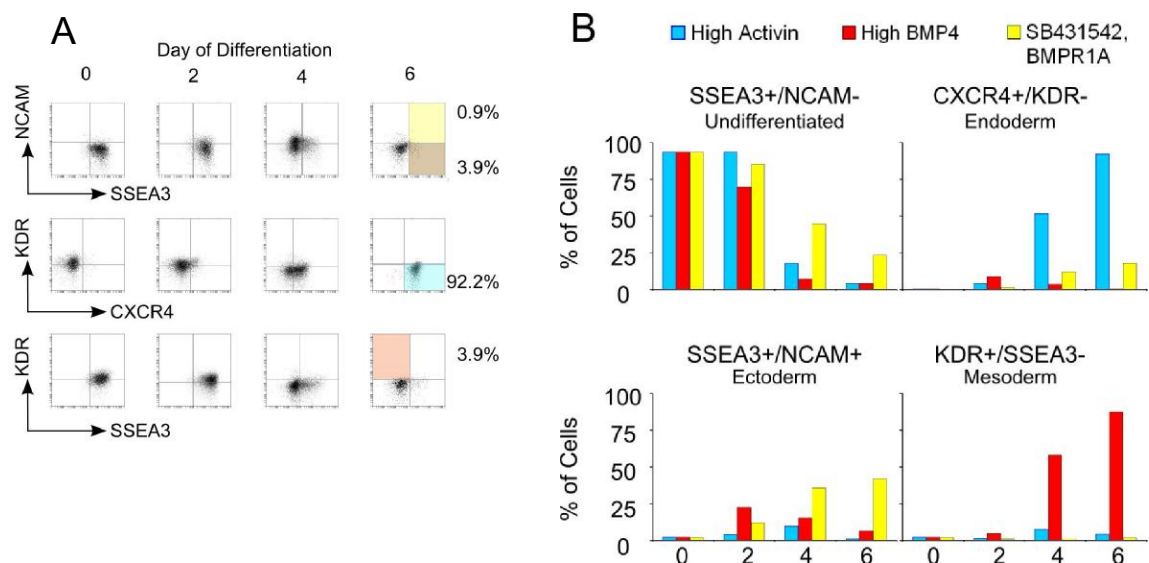 A
Day of Differentiation
0 2 4 6
NCAM
0.9%
3.9%
SSEA3
KDR
92.2%
CXCR4
KDR
3.9%
SSEA3
B
High Activin High BMP4 SB431542,
BMPR1A
SSEA3+/NCAM- CXCR4+/KDR-
Undifferentiated Endoderm
% of Cells
100
75
50
25
0
SSEA3+/NCAM+ KDR+/SSEA3-
Ectoderm Mesoderm
% of Cells
100
75
50
25
0
0 2 4 6 0 2 4 6